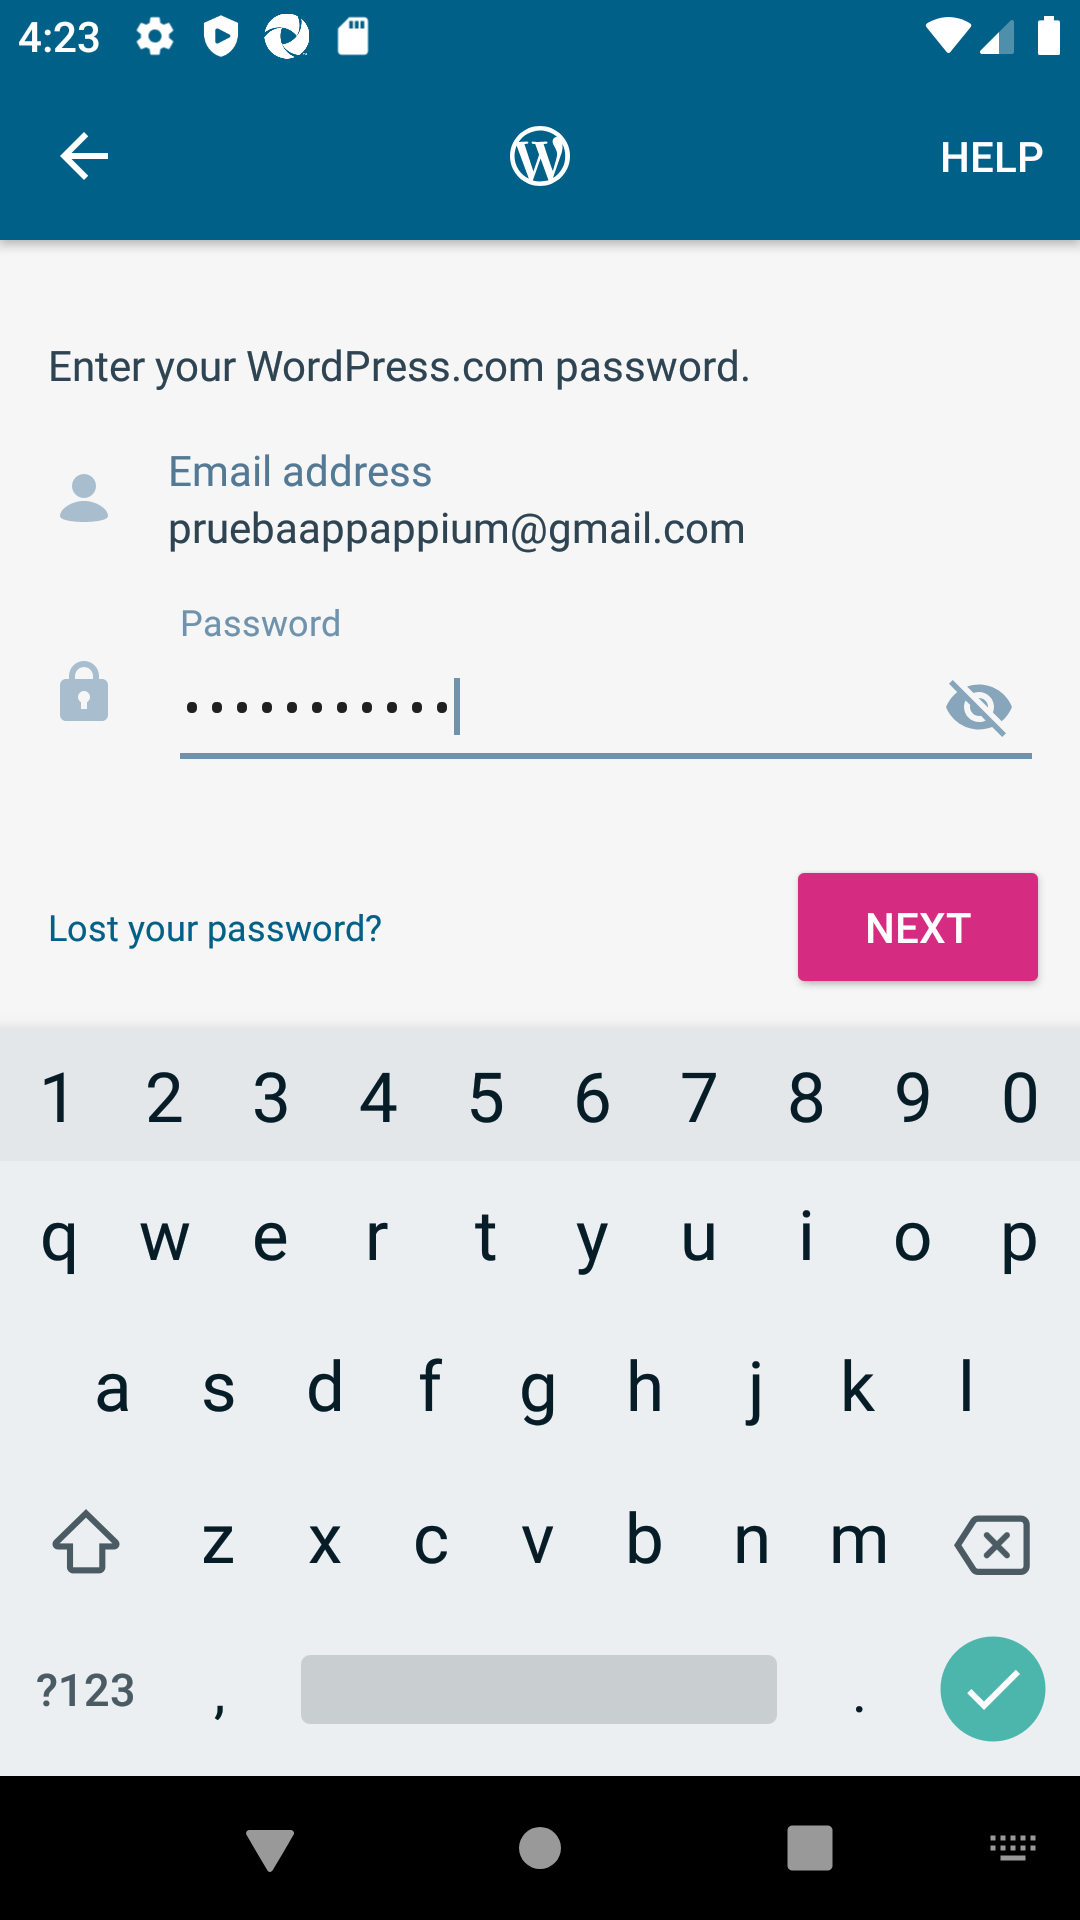 4:23
HELP
Enter your WordPress.com password.
Email address
pruebaappappium@gmail.com
Password
•••••••••••
Lost your password?
NEXT
1 2 3 4 5 6 7 8 9 0
q w e r t y u i o p
a s d f g h j k l
z x c v b n m
?123 , .